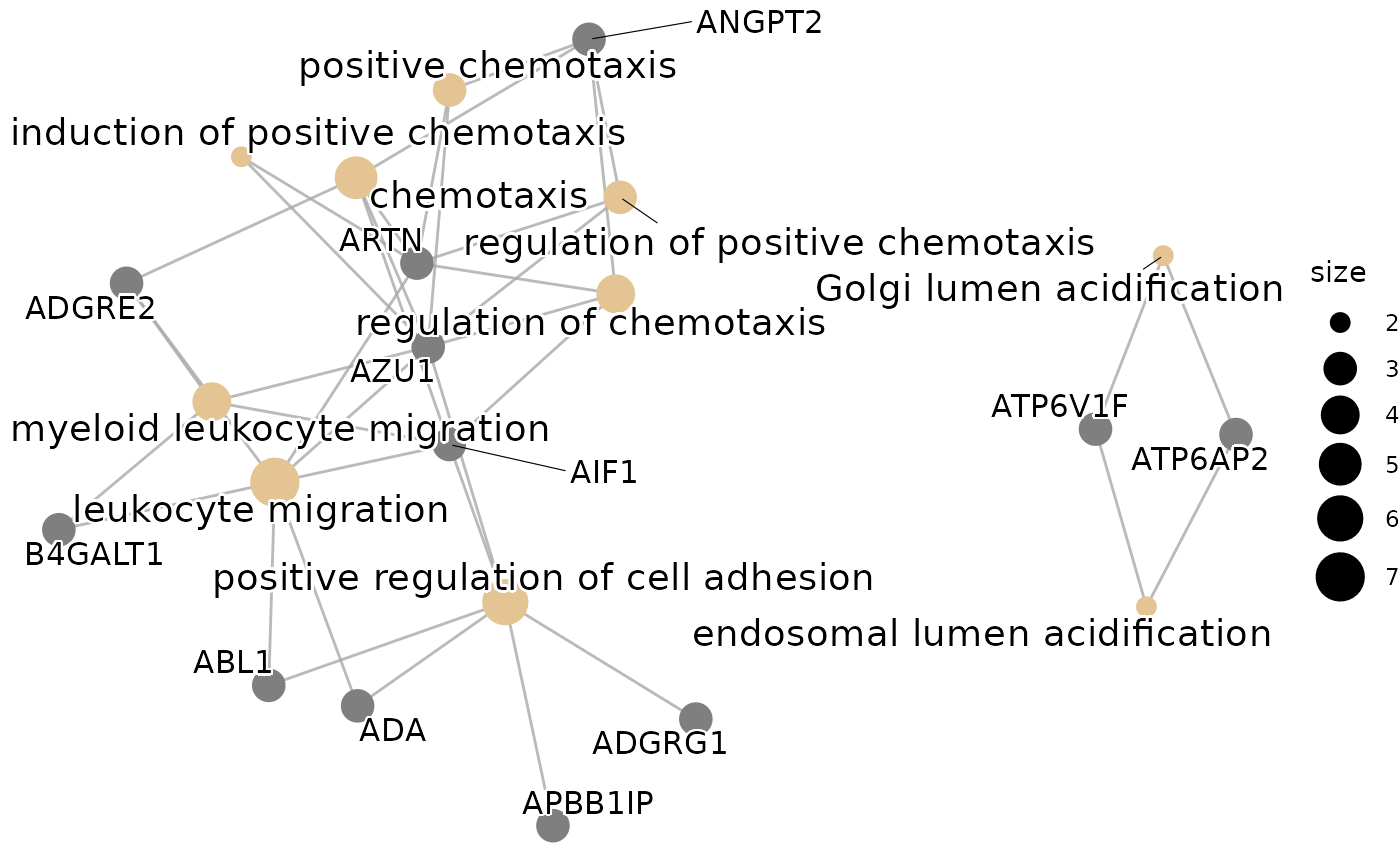 ANGPT2
positive chemotaxis
induction of positive chemotaxis
chemotaxis
ARTN
regulation of positive chemotaxis
Golgi lumen acidification
size
ADGRE2
regulation of chemotaxis
2
AZU1
3
ATP6V1F
4
myeloid leukocyte migration
ATP6AP2
5
AIF1
leukocyte migration
6
B4GALT1
positive regulation of cell adhesion
7
endosomal lumen acidification
ABL1
ADA
ADGRG1
APBB1IP